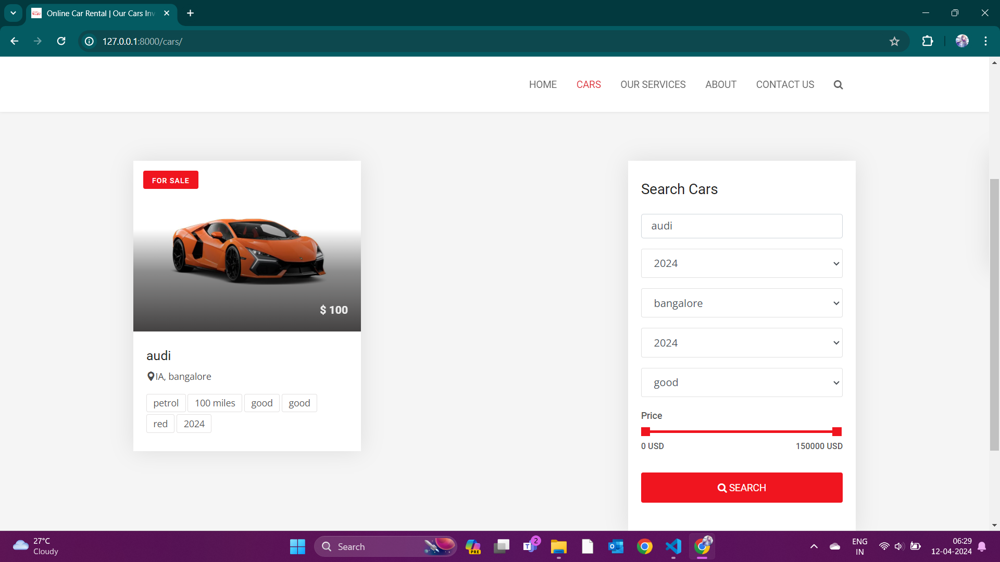 Online Car Rental | Our Cars Inv
127.0.0.1:8000/cars/
HOME CARS OUR SERVICES ABOUT CONTACT US
FOR SALE
$ 100
audi
IA, bangalore
petrol 100 miles good good
red 2024
Search Cars
audi
2024
bangalore
2024
good
Price
0 USD 150000 USD
SEARCH
27°C
Cloudy
Search
PRE
T
2
ENG
IN
06:29
12-04-2024